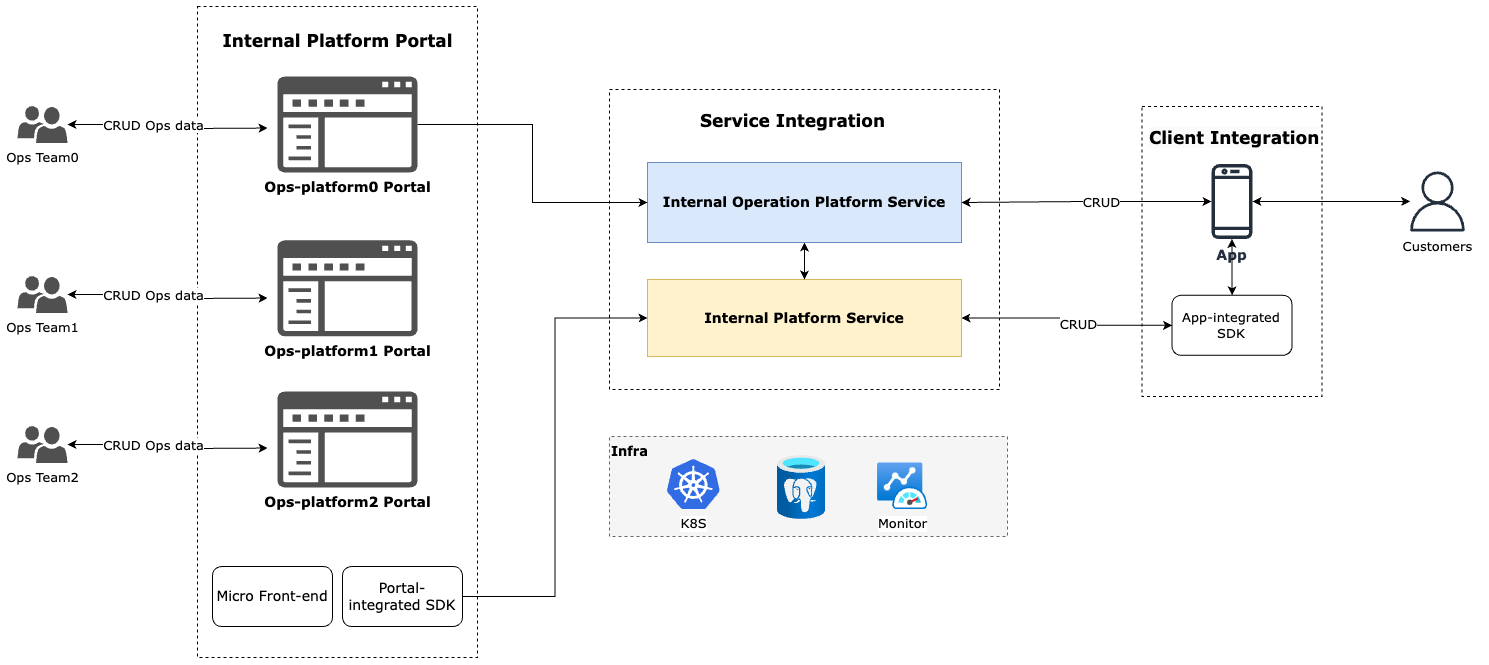 Internal Platform Portal
CRUD Ops data
Ops Team0
Ops-platform0 Portal
CRUD Ops data
Ops Team1
Ops-platform1 Portal
CRUD Ops data
Ops Team2
Ops-platform2 Portal
Micro Front-end
Portal-
integrated SDK
Service Integration
Internal Operation Platform Service
Internal Platform Service
Infra
K8S
Monitor
CRUD
CRUD
Client Integration
App
App-integrated
SDK
Customers